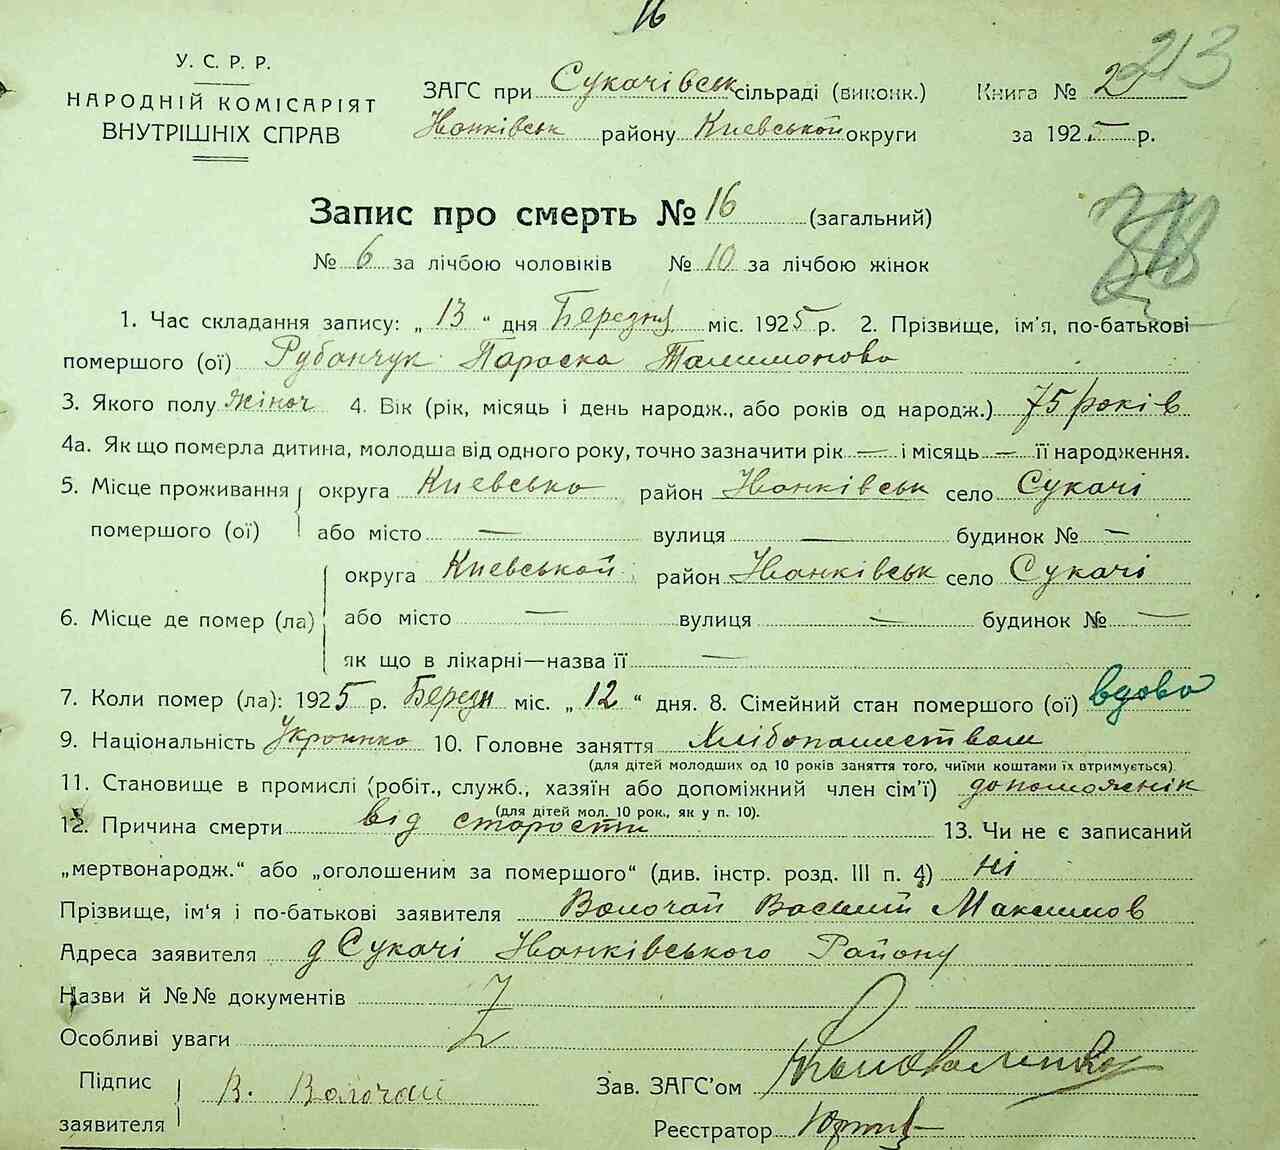 16
У. С. Р. Р.
НАРОДНІЙ КОМІСАРІЯТ
ВНУТРІШНІХ СПРАВ
ЗАГС при Сукачівськ сільраді (виконк.)
Іванківськ району Киевськой округи
Книга № 2
213
за 1925 р.
Запис про смерть № 16 (загальний)
№ 6 за лічбою чоловіків № 10 за лічбою жінок
1. Час складання запису: „ 13 “ дня Березня міс. 1925 р. 2. Прізвище, ім'я, по-батькові
помершого (ої) Рубанчук Параска Талимонова
3. Якого полу жіноч 4. Вік (рік, місяць і день народж., або років од народж.) 75 років
4а. Як що померла дитина, молодша від одного року, точно зазначити рік — і місяць — її народження.
5. Місце проживання округа Киевсько район Іванківськ село Сукачі
помершого (ої) або місто — вулиця — будинок № —
округа Киевськой район Іванківськ село Сукачі
6. Місце де помер (ла) або місто — вулиця — будинок № —
як що в лікарні—назва її —
7. Коли помер (ла): 1925 р. Березн міс. „ 12 “ дня. 8. Сімейний стан помершого (ої) вдова
9. Національність Украинка 10. Головне заняття Хлібопашеством
(для дітей молодших од 10 років заняття того, чиїми коштами їх втримується).
11. Становище в промислі (робіт., служб., хазяїн або допоміжний член сім'ї) допоможнік
(для дітей мол. 10 рок., як у п. 10).
12. Причина смерти від старости 13. Чи не є записаний
„мертвонародж.“ або „оголошеним за помершого“ (див. інстр. розд. III п. 4) ні
Прізвище, ім'я і по-батькові заявителя Волочай Василий Максимов
Адреса заявителя д Сукачі Іванківського Району
Назви й №№ документів
Особливі уваги
Підпис
заявителя
В. Волочай
Зав. ЗАГС'ом
Реєстратор